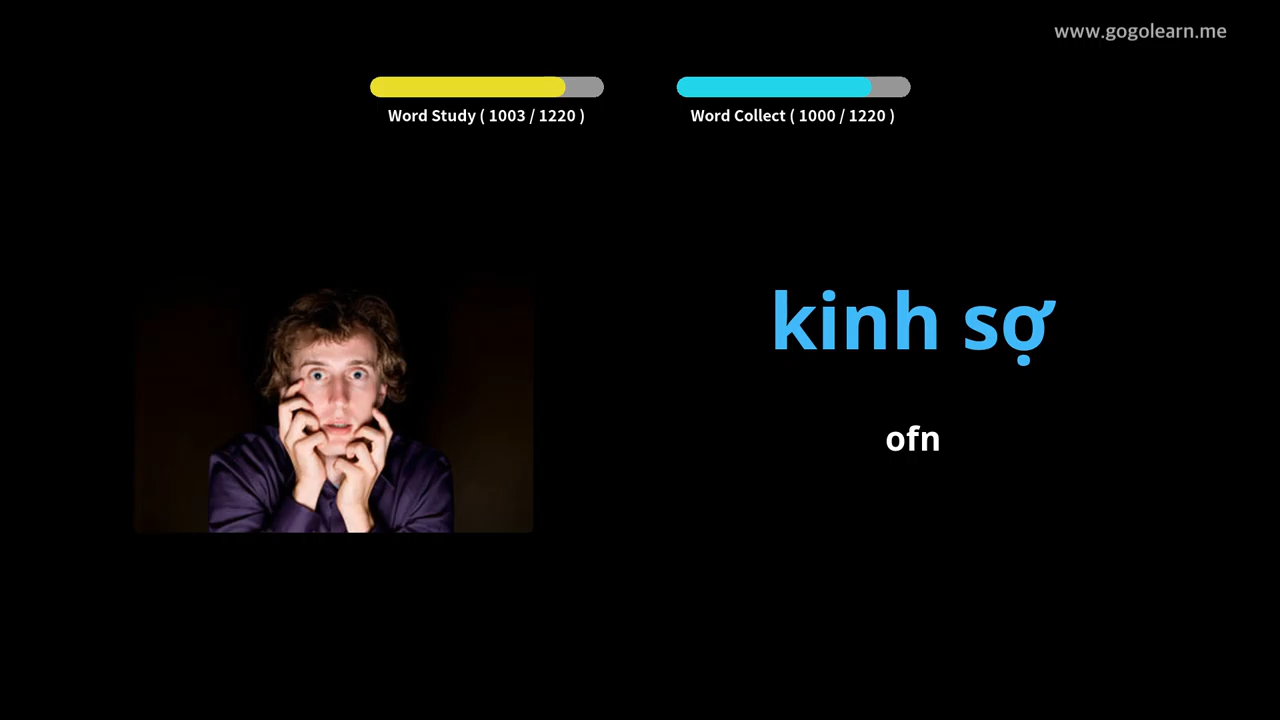 www.gogolearn.me
Word Study ( 1003 / 1220 )
Word Collect ( 1000 / 1220 )
kinh sợ
ofn